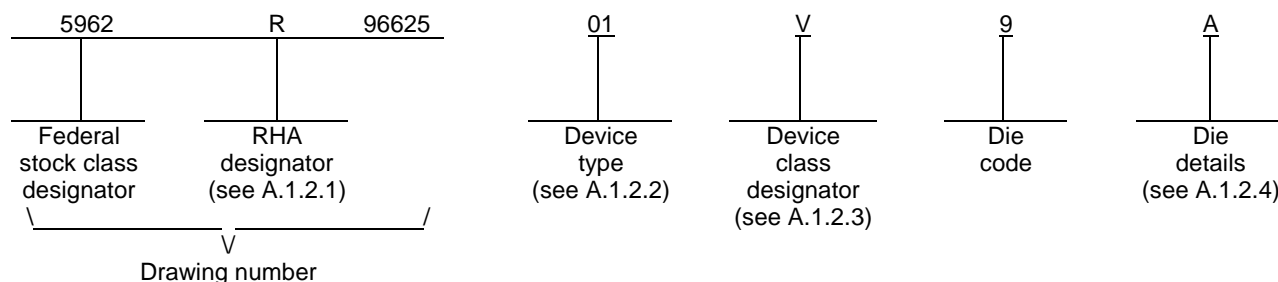 5962 R 96625 01 V 9 A
Federal stock class designator
RHA designator (see A.1.2.1)
Device type (see A.1.2.2)
Device class designator (see A.1.2.3)
Die code
Die details (see A.1.2.4)
\ /
\/
Drawing number